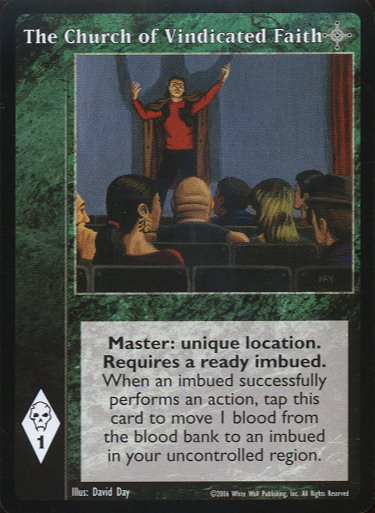 The Church of Vindicated Faith
DAY
Master: unique location.
Requires a ready imbued.
When an imbued successfully
performs an action, tap this
card to move 1 blood from
the blood bank to an imbued
in your uncontrolled region.
1
Illus: David Day
©2006 White Wolf Publishing, Inc. All Rights Reserved